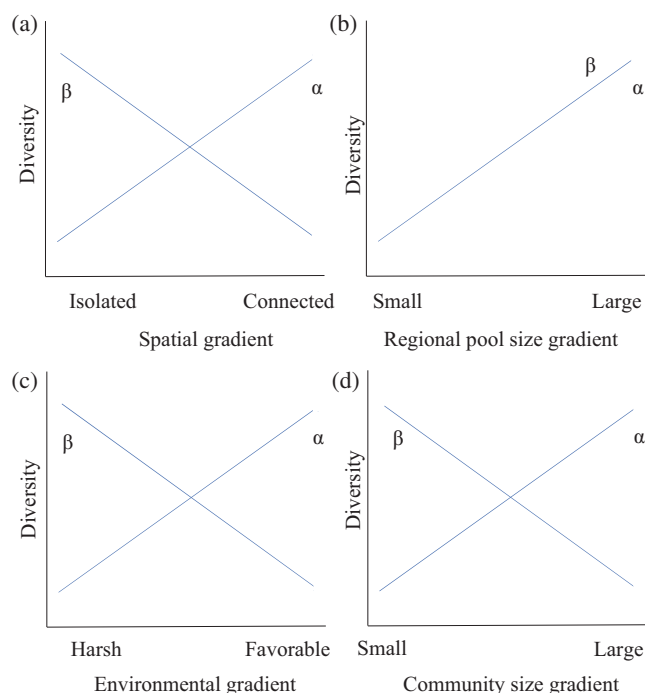 (a)
β
α
Diversity
Isolated Connected
Spatial gradient
(b)
β
α
Diversity
Small Large
Regional pool size gradient
(c)
β
α
Diversity
Harsh Favorable
Environmental gradient
(d)
β
α
Diversity
Small Large
Community size gradient